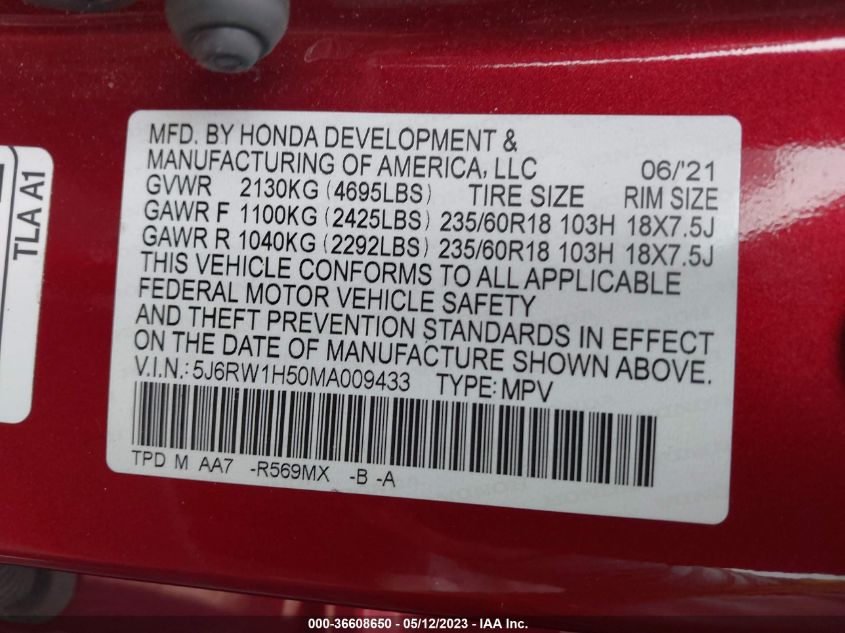 MFD. BY HONDA DEVELOPMENT &
MANUFACTURING OF AMERICA, LLC 06/'21
GVWR 2130KG (4695LBS) TIRE SIZE RIM SIZE
GAWR F 1100KG (2425LBS) 235/60R18 103H 18X7.5J
GAWR R 1040KG (2292LBS) 235/60R18 103H 18X7.5J
THIS VEHICLE CONFORMS TO ALL APPLICABLE
FEDERAL MOTOR VEHICLE SAFETY
AND THEFT PREVENTION STANDARDS IN EFFECT
ON THE DATE OF MANUFACTURE SHOWN ABOVE.
V.I.N.: 5J6RW1H50MA009433 TYPE: MPV
TPD M AA7 -R569MX -B -A
TLA A1
000-36608650 - 05/12/2023 - IAA Inc.